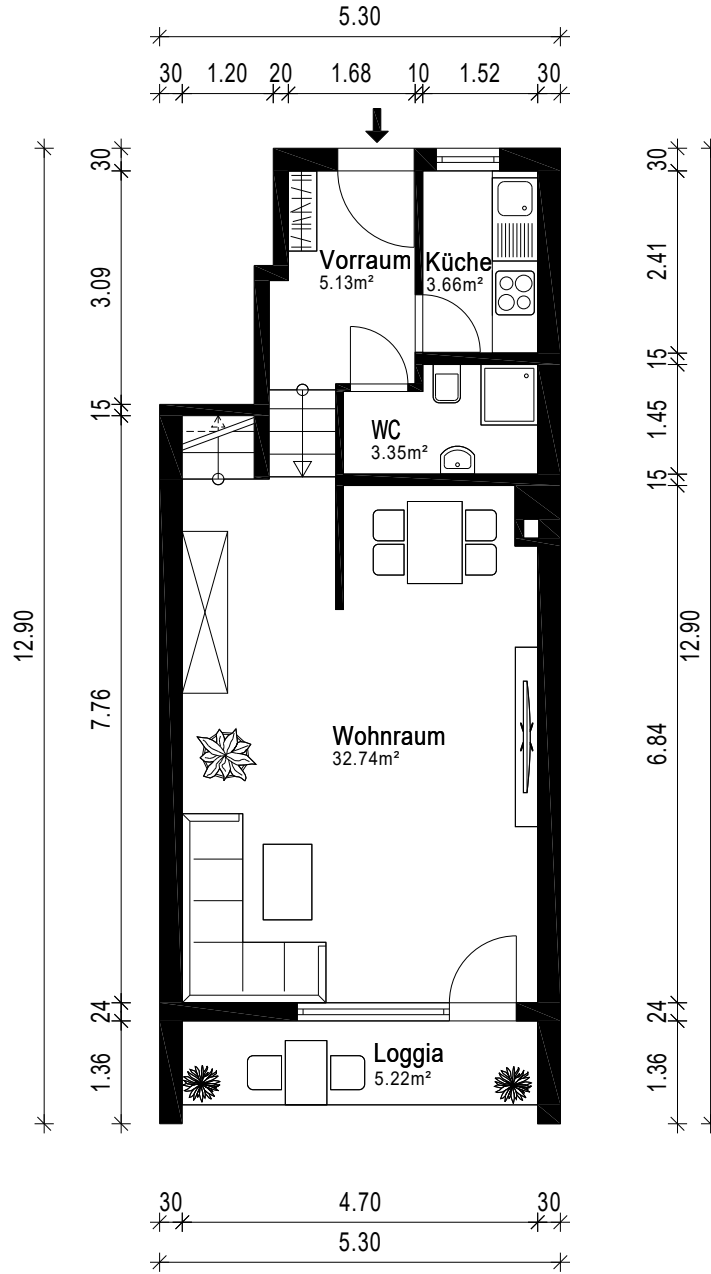 5.30
30 1.20 20 1.68 10 1.52 30
30
3.09
15
7.76
24
1.36
12.90
Vorraum
5.13m²
Küche
3.66m²
WC
3.35m²
Wohnraum
32.74m²
Loggia
5.22m²
30
2.41
15
1.45
15
6.84
24
1.36
12.90
30 4.70 30
5.30